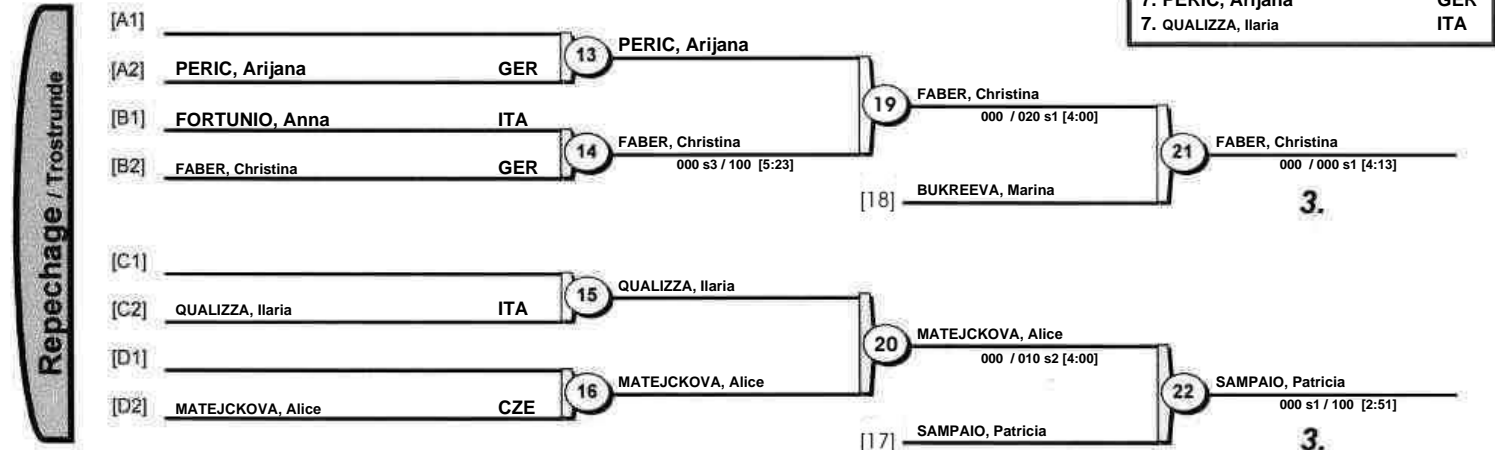 7. PERIC, Arijana GER
7. QUALIZZA, Ilaria ITA
Repechage / Trostrunde
[A1]
13 PERIC, Arijana
[A2] PERIC, Arijana GER
19 FABER, Christina
000 / 020 s1 [4:00]
[B1] FORTUNIO, Anna ITA
14 FABER, Christina
000 s3 / 100 [5:23]
[B2] FABER, Christina GER
21 FABER, Christina
000 / 000 s1 [4:13]
[18] BUKREEVA, Marina
3.
[C1]
15 QUALIZZA, Ilaria
[C2] QUALIZZA, Ilaria ITA
20 MATEJCKOVA, Alice
000 / 010 s2 [4:00]
[D1]
16 MATEJCKOVA, Alice
[D2] MATEJCKOVA, Alice CZE
22 SAMPAIO, Patricia
000 s1 / 100 [2:51]
[17] SAMPAIO, Patricia
3.